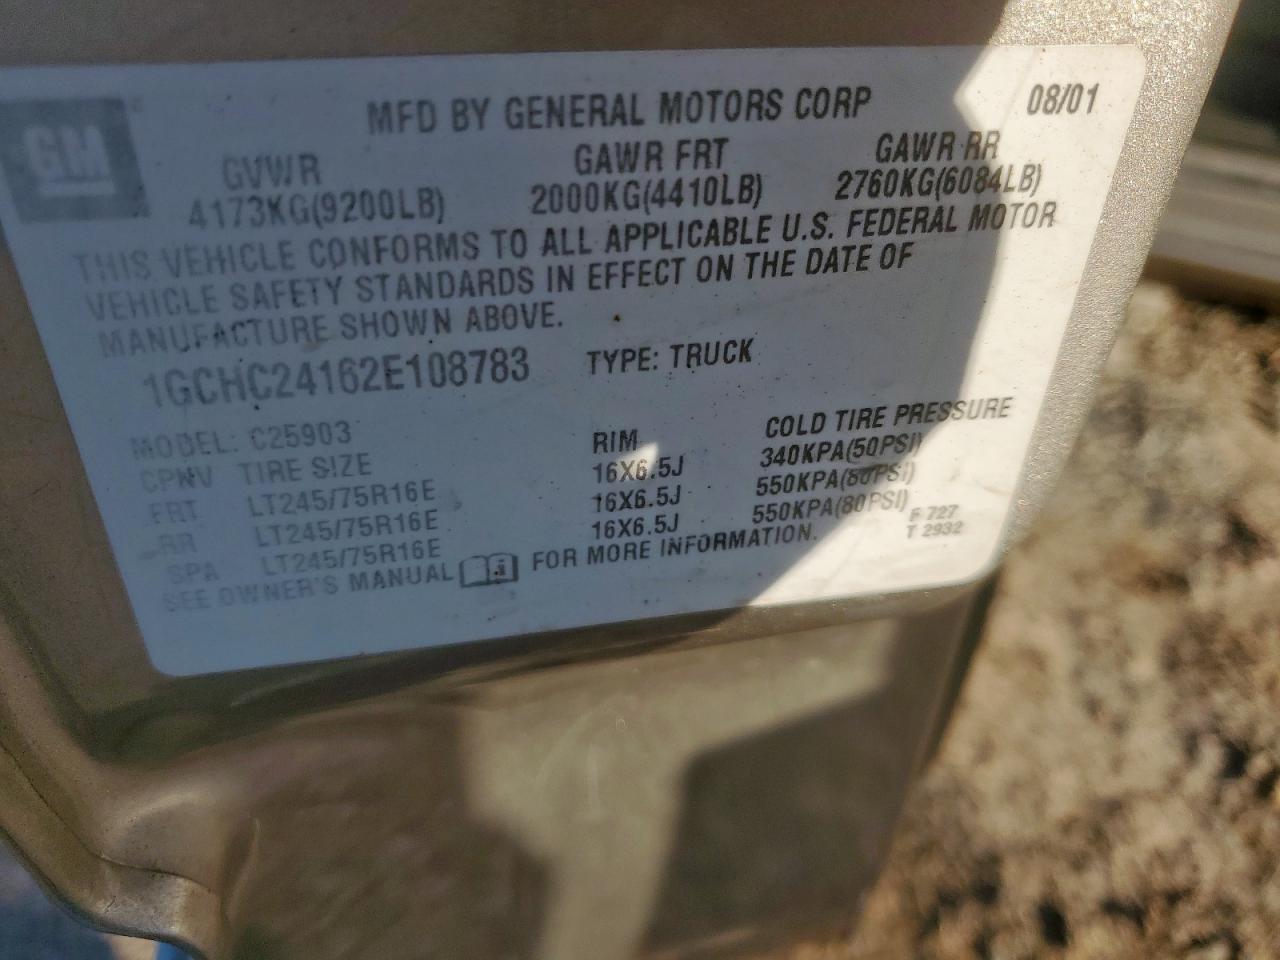 GM
MFD BY GENERAL MOTORS CORP 08/01
GVWR GAWR FRT GAWR RR
4173KG(9200LB) 2000KG(4410LB) 2760KG(6084LB)
THIS VEHICLE CONFORMS TO ALL APPLICABLE U.S. FEDERAL MOTOR
VEHICLE SAFETY STANDARDS IN EFFECT ON THE DATE OF
MANUFACTURE SHOWN ABOVE.
1GCHC24162E108783 TYPE: TRUCK
MODEL: C25903
CPNV TIRE SIZE RIM COLD TIRE PRESSURE
FRT LT245/75R16E 16X6.5J 340KPA(50PSI)
RR LT245/75R16E 16X6.5J 550KPA(80PSI)
SPA LT245/75R16E 16X6.5J 550KPA(80PSI)
SEE OWNER'S MANUAL FOR MORE INFORMATION.
F 727
T 2932